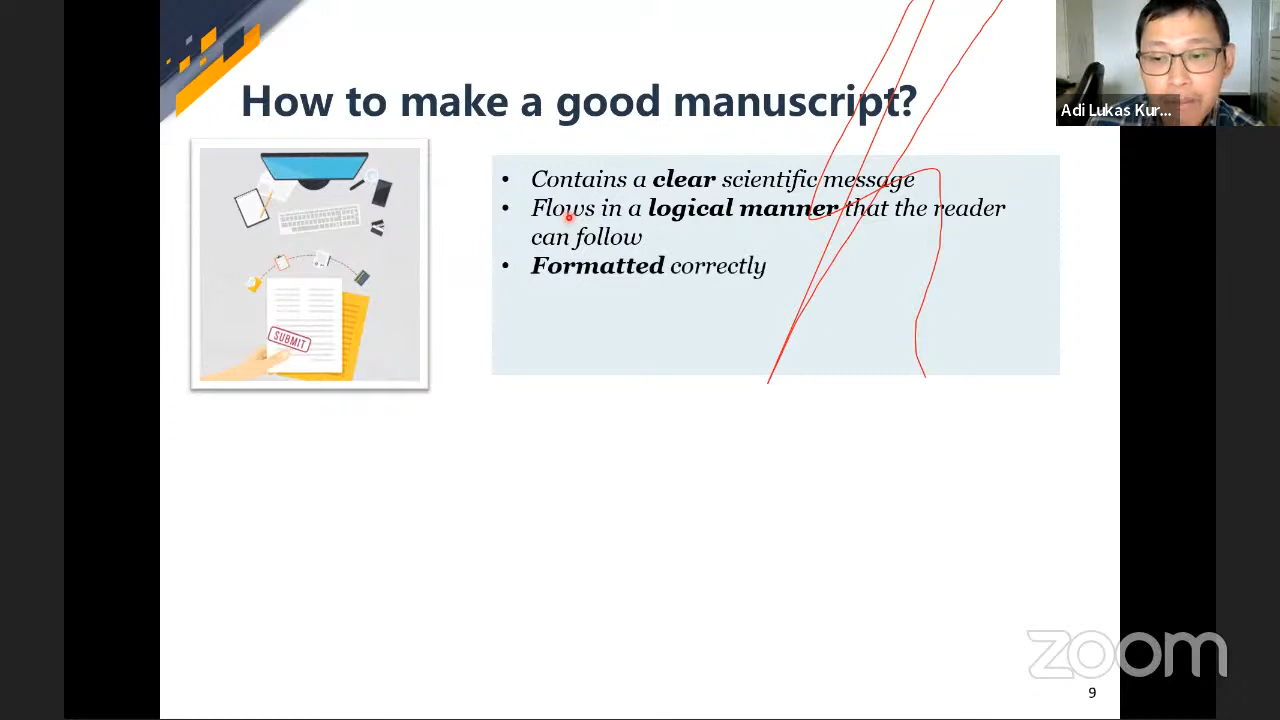 How to make a good manuscript?
Adi Lukas Kur...
• Contains a clear scientific message
• Flows in a logical manner that the reader
can follow
• Formatted correctly
SUBMIT
zoom
9